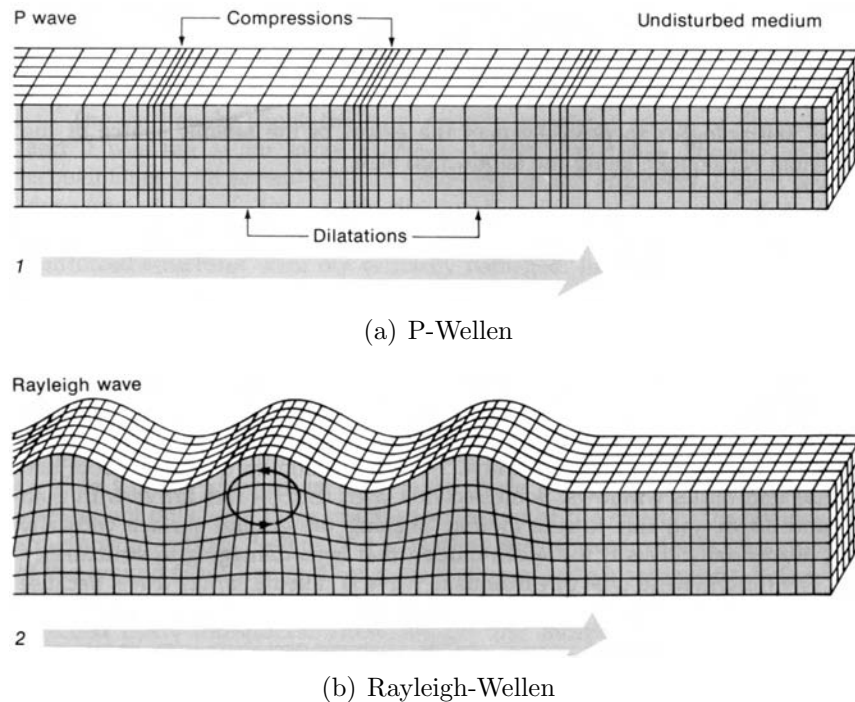 P wave Compressions Undisturbed medium
Dilatations
1
(a) P-Wellen
Rayleigh wave
2
(b) Rayleigh-Wellen